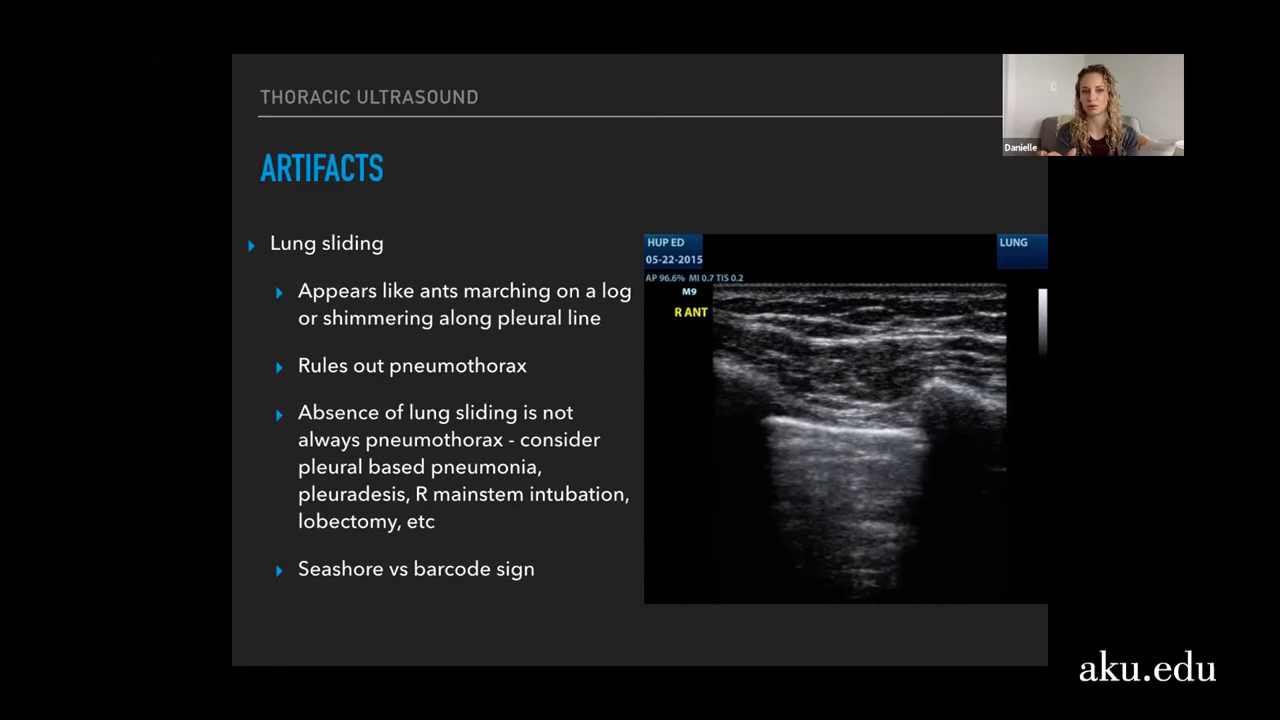 THORACIC ULTRASOUND
Danielle
ARTIFACTS
Lung sliding
Appears like ants marching on a log
or shimmering along pleural line
Rules out pneumothorax
Absence of lung sliding is not
always pneumothorax - consider
pleural based pneumonia,
pleuradesis, R mainstem intubation,
lobectomy, etc
Seashore vs barcode sign
HUP ED
05-22-2015
LUNG
AP 96.6% MI 0.7 TIS 0.2
M9
R ANT
aku.edu